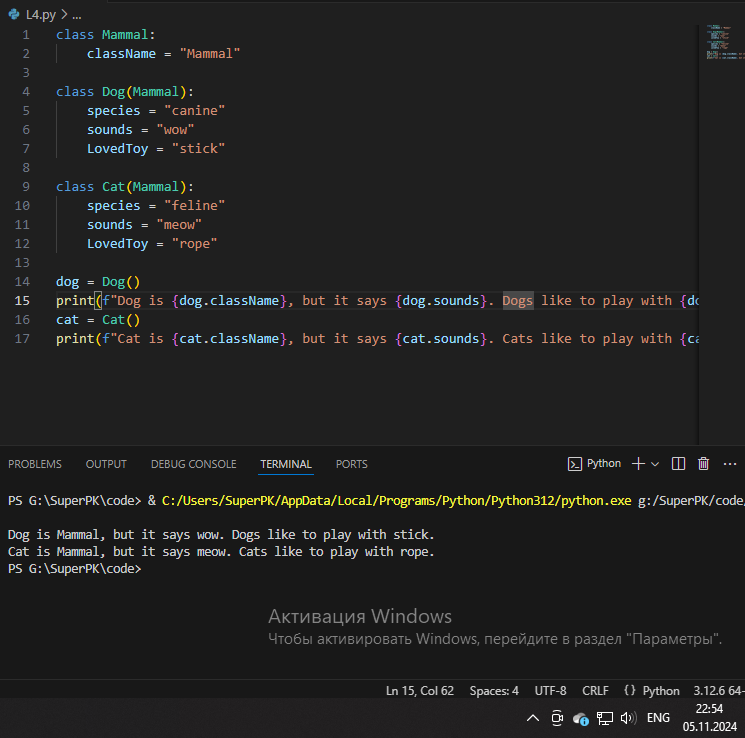 L4.py > ...
1 class Mammal:
2 className = "Mammal"
3
4 class Dog(Mammal):
5 species = "canine"
6 sounds = "wow"
7 LovedToy = "stick"
8
9 class Cat(Mammal):
10 species = "feline"
11 sounds = "meow"
12 LovedToy = "rope"
13
14 dog = Dog()
15 print(f"Dog is {dog.className}, but it says {dog.sounds}. Dogs like to play with {do
16 cat = Cat()
17 print(f"Cat is {cat.className}, but it says {cat.sounds}. Cats like to play with {ca
PROBLEMS OUTPUT DEBUG CONSOLE TERMINAL PORTS Python
PS G:\SuperPK\code> & C:/Users/SuperPK/AppData/Local/Programs/Python/Python312/python.exe g:/SuperPK/code/
Dog is Mammal, but it says wow. Dogs like to play with stick.
Cat is Mammal, but it says meow. Cats like to play with rope.
PS G:\SuperPK\code>
Активация Windows
Чтобы активировать Windows, перейдите в раздел "Параметры".
Ln 15, Col 62 Spaces: 4 UTF-8 CRLF {} Python 3.12.6 64-
ENG 22:54
05.11.2024